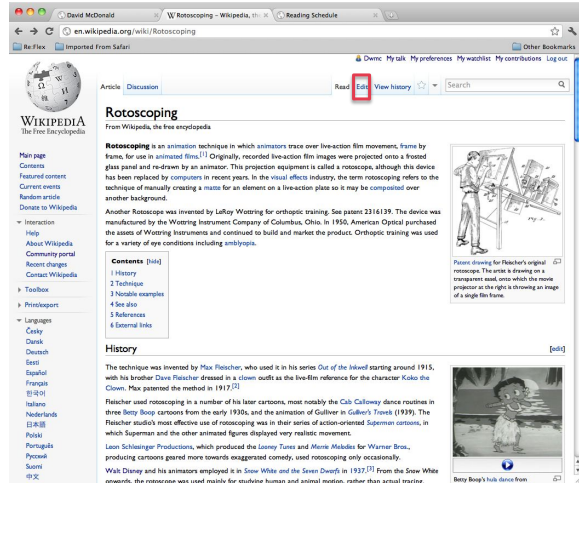 David McDonald
Rotoscoping – Wikipedia, the
Reading Schedule
en.wikipedia.org/wiki/Rotoscoping
Re:Flex
Imported From Safari
Other Bookmarks
Dwmc My talk My preferences My watchlist My contributions Log out
Article Discussion
Read Edit View history
Search
WIKIPEDIA
The Free Encyclopedia
Main page
Contents
Featured content
Current events
Random article
Donate to Wikipedia
Interaction
Help
About Wikipedia
Community portal
Recent changes
Contact Wikipedia
Toolbox
Print/export
Languages
Česky
Dansk
Deutsch
Eesti
Español
Français
한국어
Italiano
Nederlands
日本語
Polski
Português
Русский
Suomi
中文
Rotoscoping
From Wikipedia, the free encyclopedia
Rotoscoping is an animation technique in which animators trace over live-action film movement, frame by
frame, for use in animated films.[1] Originally, recorded live-action film images were projected onto a frosted
glass panel and re-drawn by an animator. This projection equipment is called a rotoscope, although this device
has been replaced by computers in recent years. In the visual effects industry, the term rotoscoping refers to the
technique of manually creating a matte for an element on a live-action plate so it may be composited over
another background.
Another Rotoscope was invented by LeRoy Wottring for orthoptic training. See patent 2316139. The device was
manufactured by the Wottring Instrument Company of Columbus, Ohio. In 1950, American Optical purchased
the assets of Wottring Instruments and continued to build and market the product. Orthoptic training was used
for a variety of eye conditions including amblyopia.
Patent drawing for Fleischer's original
rotoscope. The artist is drawing on a
transparent easel, onto which the movie
projector at the right is throwing an image
of a single film frame.
Contents [hide]
1 History
2 Technique
3 Notable examples
4 See also
5 References
6 External links
History
[edit]
The technique was invented by Max Fleischer, who used it in his series Out of the Inkwell starting around 1915,
with his brother Dave Fleischer dressed in a clown outfit as the live-film reference for the character Koko the
Clown. Max patented the method in 1917.[2]
Fleischer used rotoscoping in a number of his later cartoons, most notably the Cab Calloway dance routines in
three Betty Boop cartoons from the early 1930s, and the animation of Gulliver in Gulliver's Travels (1939). The
Fleischer studio's most effective use of rotoscoping was in their series of action-oriented Superman cartoons, in
which Superman and the other animated figures displayed very realistic movement.
Leon Schlesinger Productions, which produced the Looney Tunes and Merrie Melodies for Warner Bros.,
producing cartoons geared more towards exaggerated comedy, used rotoscoping only occasionally.
Walt Disney and his animators employed it in Snow White and the Seven Dwarfs in 1937.[3] From the Snow White
onwards, the rotoscope was used mainly for studying human and animal motion, rather than actual tracing.
Betty Boop's hula dance from